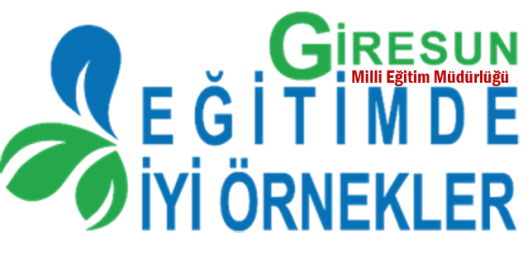 GİRESUN
Milli Eğitim Müdürlüğü
EĞİTİMDE
İYİ ÖRNEKLER